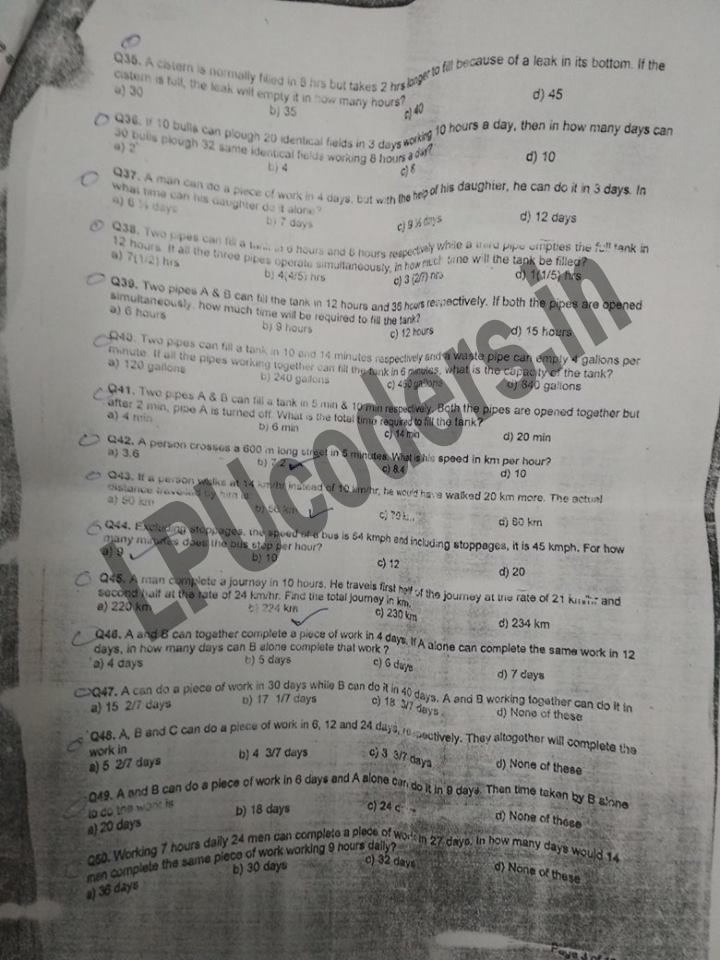 Q35. A cistern is normally filled in 8 hrs but takes 2 hrs longer to fill because of a leak in its bottom. If the
cistern is full, the leak will empty it in how many hours?
a) 30 b) 35 c) 40 d) 45
Q36. If 10 bulls can plough 20 identical fields in 3 days working 10 hours a day, then in how many days can
30 bulls plough 32 same identical fields working 8 hours a day?
a) 2 b) 4 d) 10
Q37. A man can do a piece of work in 4 days, but with the help of his daughter, he can do it in 3 days. In
what time can his daughter do it alone?
a) 6 ½ days b) 7 days c) 9 ½ days d) 12 days
Q38. Two pipes can fill a tank in 6 hours and 8 hours respectively while a third pipe empties the full tank in
12 hours. If all the three pipes operate simultaneously, in how much time will the tank be filled?
a) 7(1/2) hrs b) 4(4/5) hrs c) 3 (2/7) hrs d) 1(1/5) hrs
Q39. Two pipes A & B can fill the tank in 12 hours and 36 hours respectively. If both the pipes are opened
simultaneously, how much time will be required to fill the tank?
a) 6 hours b) 9 hours c) 12 hours d) 15 hours
Q40. Two pipes can fill a tank in 10 and 14 minutes respectively and a waste pipe can empty 4 gallons per
minute. If all the pipes working together can fill the tank in 6 minutes, what is the capacity of the tank?
a) 120 gallons b) 240 gallons c) 450 gallons d) 840 gallons
Q41. Two pipes A & B can fill a tank in 5 min & 10 min respectively. Both the pipes are opened together but
after 2 min, pipe A is turned off. What is the total time required to fill the tank?
a) 4 min b) 6 min c) 14 min d) 20 min
Q42. A person crosses a 600 m long street in 5 minutes. What is his speed in km per hour?
a) 3.6 b) 7.2 c) 8.4 d) 10
Q43. If a person walks at 14 km/hr instead of 10 km/hr, he would have walked 20 km more. The actual
distance travelled by him is
a) 50 km b) 56 km c) 70 km d) 80 km
Q44. Excluding stoppages, the speed of a bus is 54 kmph and including stoppages, it is 45 kmph. For how
many minutes does the bus stop per hour?
a) 9 b) 10 c) 12 d) 20
Q45. A man complete a journey in 10 hours. He travels first half of the journey at the rate of 21 km/hr and
second half at the rate of 24 km/hr. Find the total journey in km.
a) 220 km b) 224 km c) 230 km d) 234 km
Q46. A and B can together complete a piece of work in 4 days. If A alone can complete the same work in 12
days, in how many days can B alone complete that work ?
a) 4 days b) 5 days c) 6 days d) 7 days
Q47. A can do a piece of work in 30 days while B can do it in 40 days. A and B working together can do it in
a) 15 2/7 days b) 17 1/7 days c) 18 3/7 days d) None of these
Q48. A, B and C can do a piece of work in 6, 12 and 24 days, respectively. They altogether will complete the
work in
a) 5 2/7 days b) 4 3/7 days c) 3 3/7 days d) None of these
Q49. A and B can do a piece of work in 6 days and A alone can do it in 9 days. Then time taken by B alone
to do the work is
a) 20 days b) 18 days c) 24 d) None of these
Q50. Working 7 hours daily 24 men can complete a piece of work in 27 days. In how many days would 14
men complete the same piece of work working 9 hours daily?
a) 36 days b) 30 days c) 32 days d) None of these
LPUcoders.in